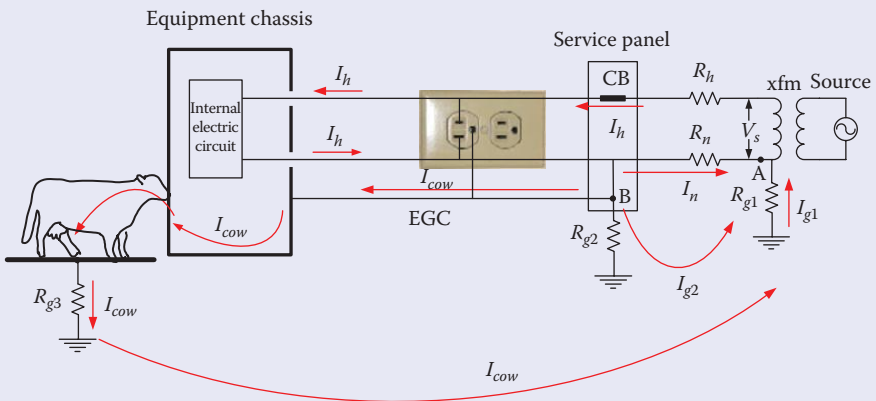 Equipment chassis
Service panel
I_h
CB
R_h
xfm
Source
Internal
electric
circuit
I_h
V_s
I_h
R_n
I_cow
A
B
I_n
R_g1
I_g1
EGC
I_cow
R_g2
I_g2
R_g3
I_cow
I_cow